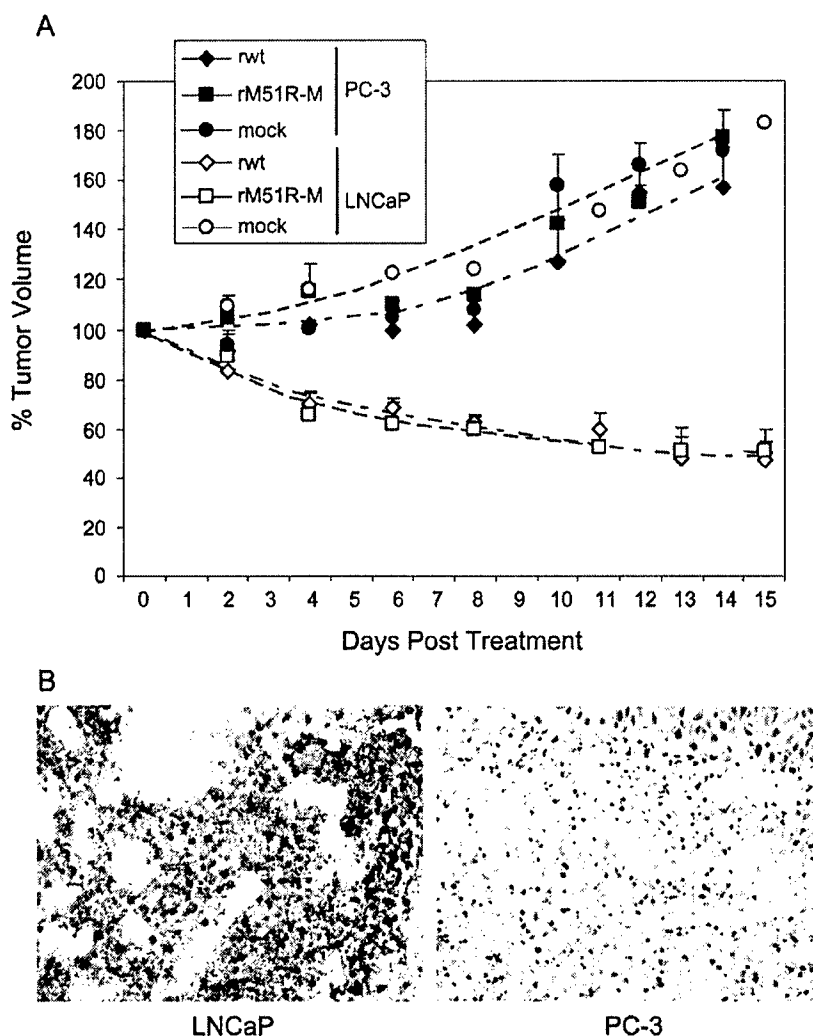 A
rwt
rM51R-M
mock
PC-3
rwt
rM51R-M
mock
LNCaP
200
180
160
140
120
100
80
60
40
20
0
% Tumor Volume
0 1 2 3 4 5 6 7 8 9 10 11 12 13 14 15
Days Post Treatment
B
LNCaP PC-3